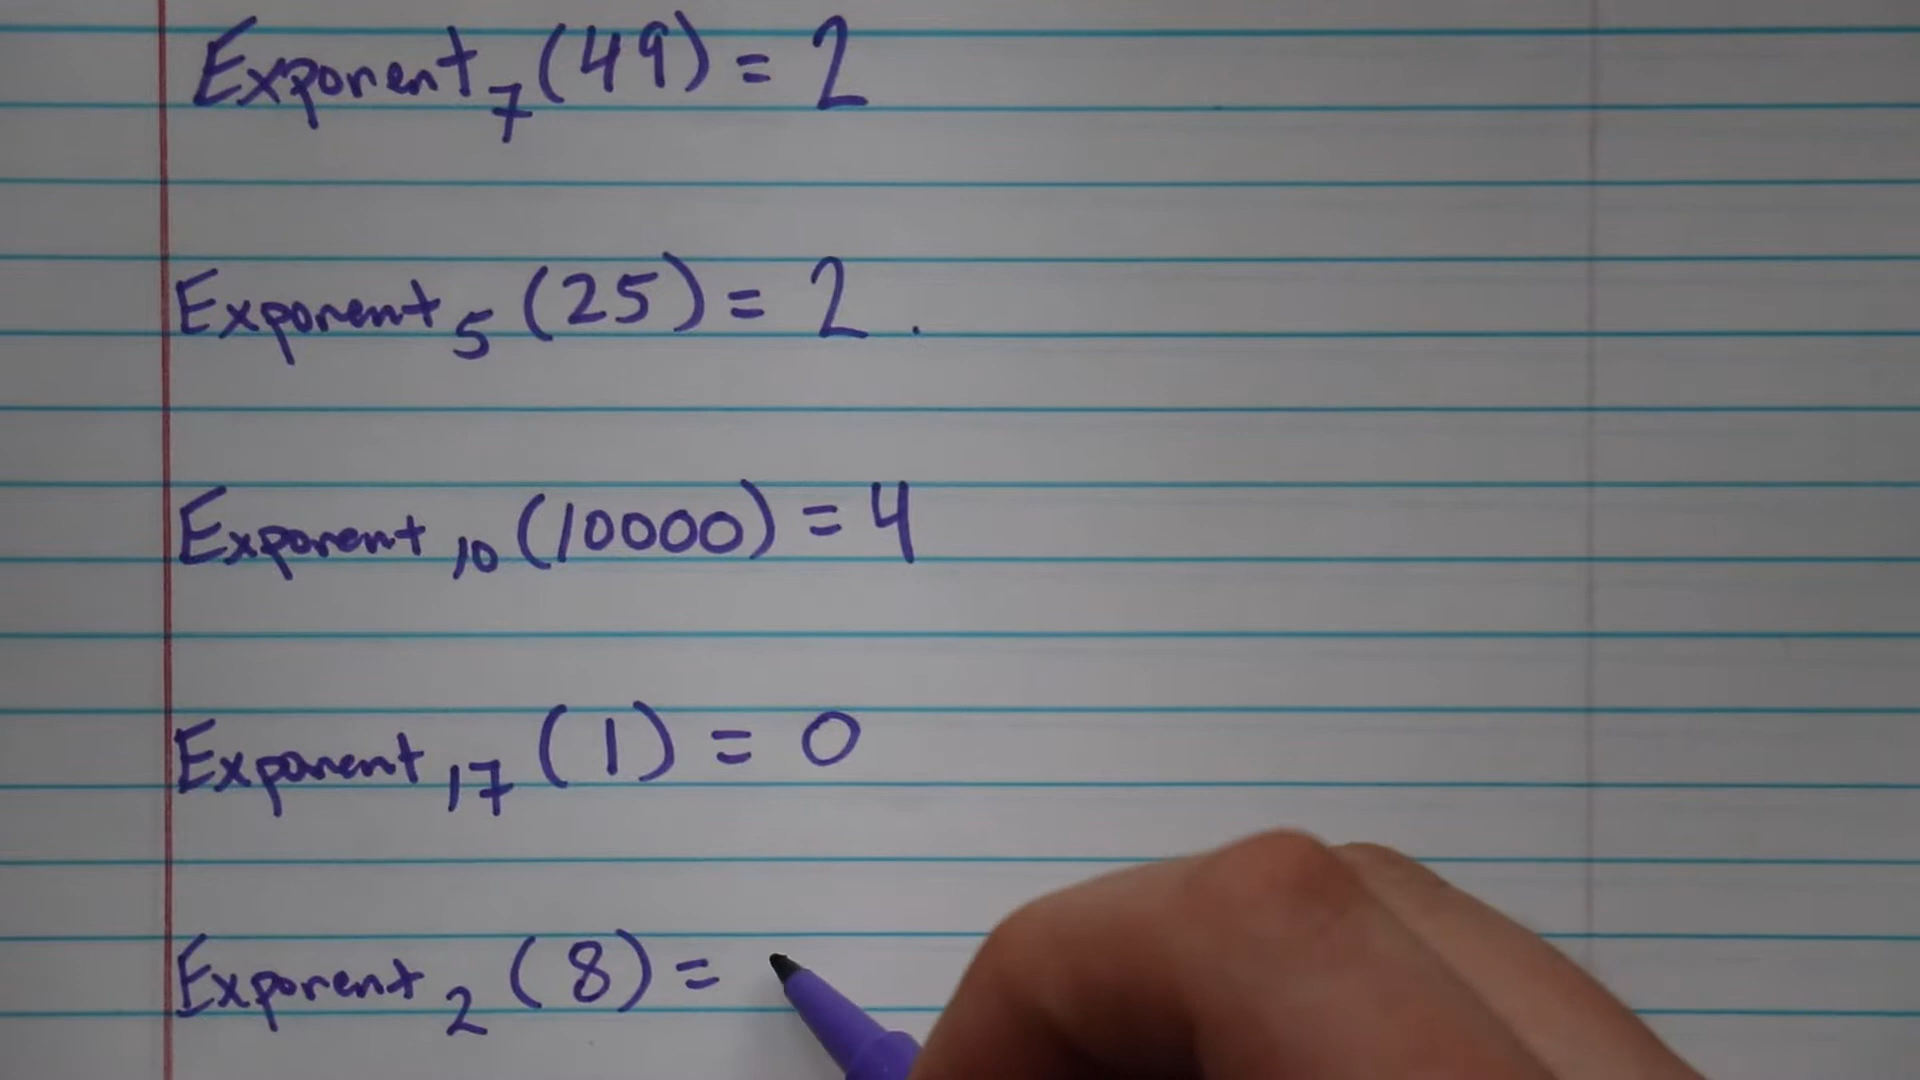 Exponent₇(49) = 2
Exponent₅(25) = 2.
Exponent₁₀(10000) = 4
Exponent₁₇(1) = 0
Exponent₂(8) =